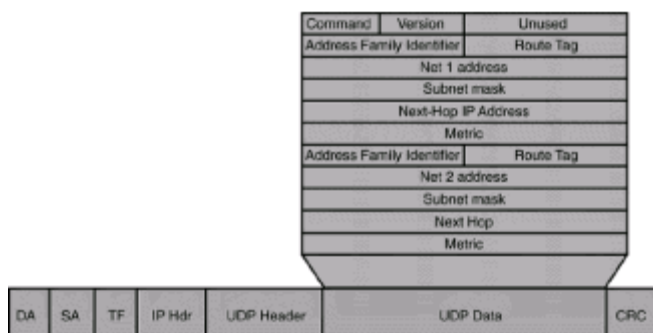 Command Version Unused
Address Family Identifier Route Tag
Net 1 address
Subnet mask
Next-Hop IP Address
Metric
Address Family Identifier Route Tag
Net 2 address
Subnet mask
Next Hop
Metric
DA SA TF IP Hdr UDP Header UDP Data CRC